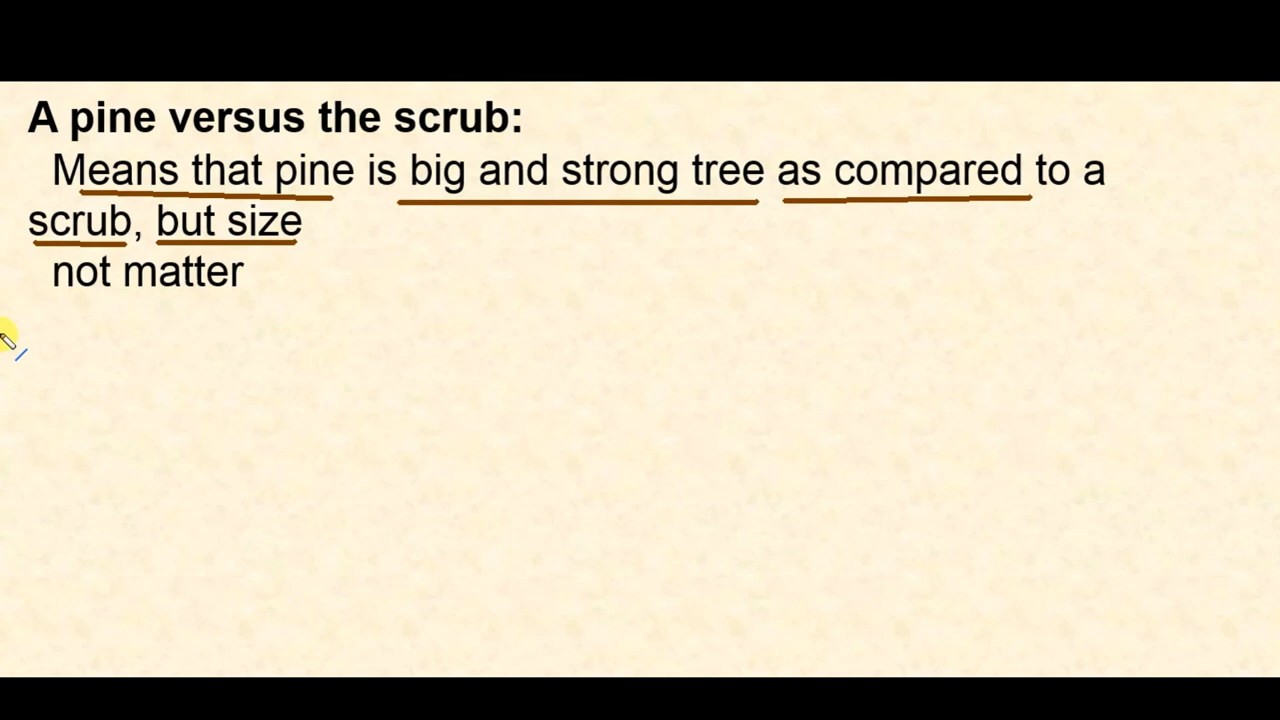 A pine versus the scrub:
Means that pine is big and strong tree as compared to a
scrub, but size
not matter